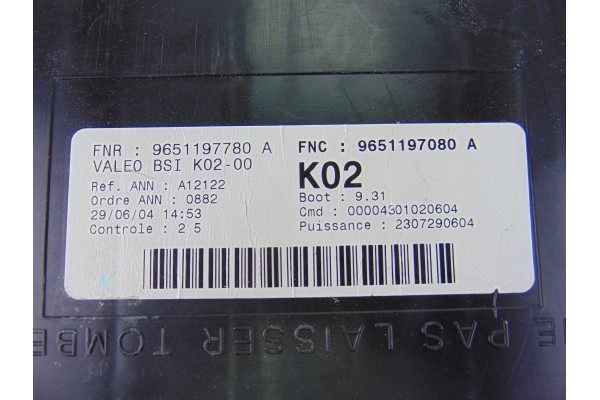 FNR : 9651197780 A
FNC : 9651197080 A
VALEO BSI K02-00
K02
Ref. ANN : A12122
Ordre ANN : 0882
Boot : 9.31
29/06/04 14:53
Cmd : 00004301020604
Controle : 2 5
Puissance : 2307290604
E PAS LAISSER TOMBE